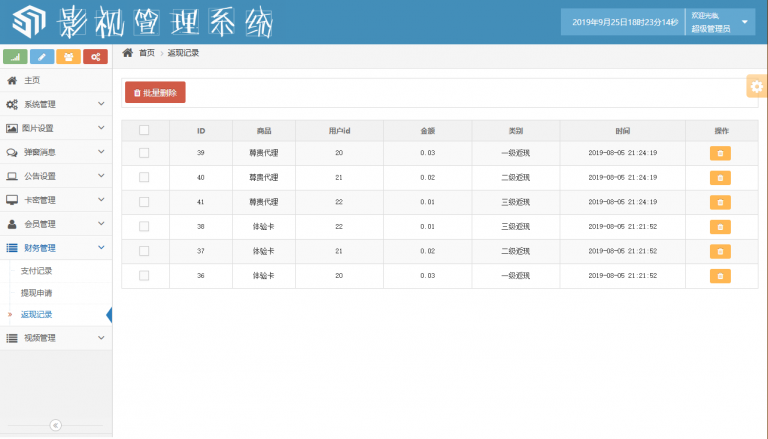 影视管理系统
2019年9月25日18时23分14秒
欢迎光临,
超级管理员
首页 返现记录
主页
系统管理
图片设置
弹窗消息
公告设置
卡密管理
会员管理
财务管理
支付记录
提现申请
返现记录
视频管理
批量删除
ID 商品 用户id 金额 类别 时间 操作
39 尊贵代理 20 0.03 一级返现 2019-08-05 21:24:19
40 尊贵代理 21 0.02 二级返现 2019-08-05 21:24:19
41 尊贵代理 22 0.01 三级返现 2019-08-05 21:24:19
38 体验卡 22 0.01 三级返现 2019-08-05 21:21:52
37 体验卡 21 0.02 二级返现 2019-08-05 21:21:52
36 体验卡 20 0.03 一级返现 2019-08-05 21:21:52